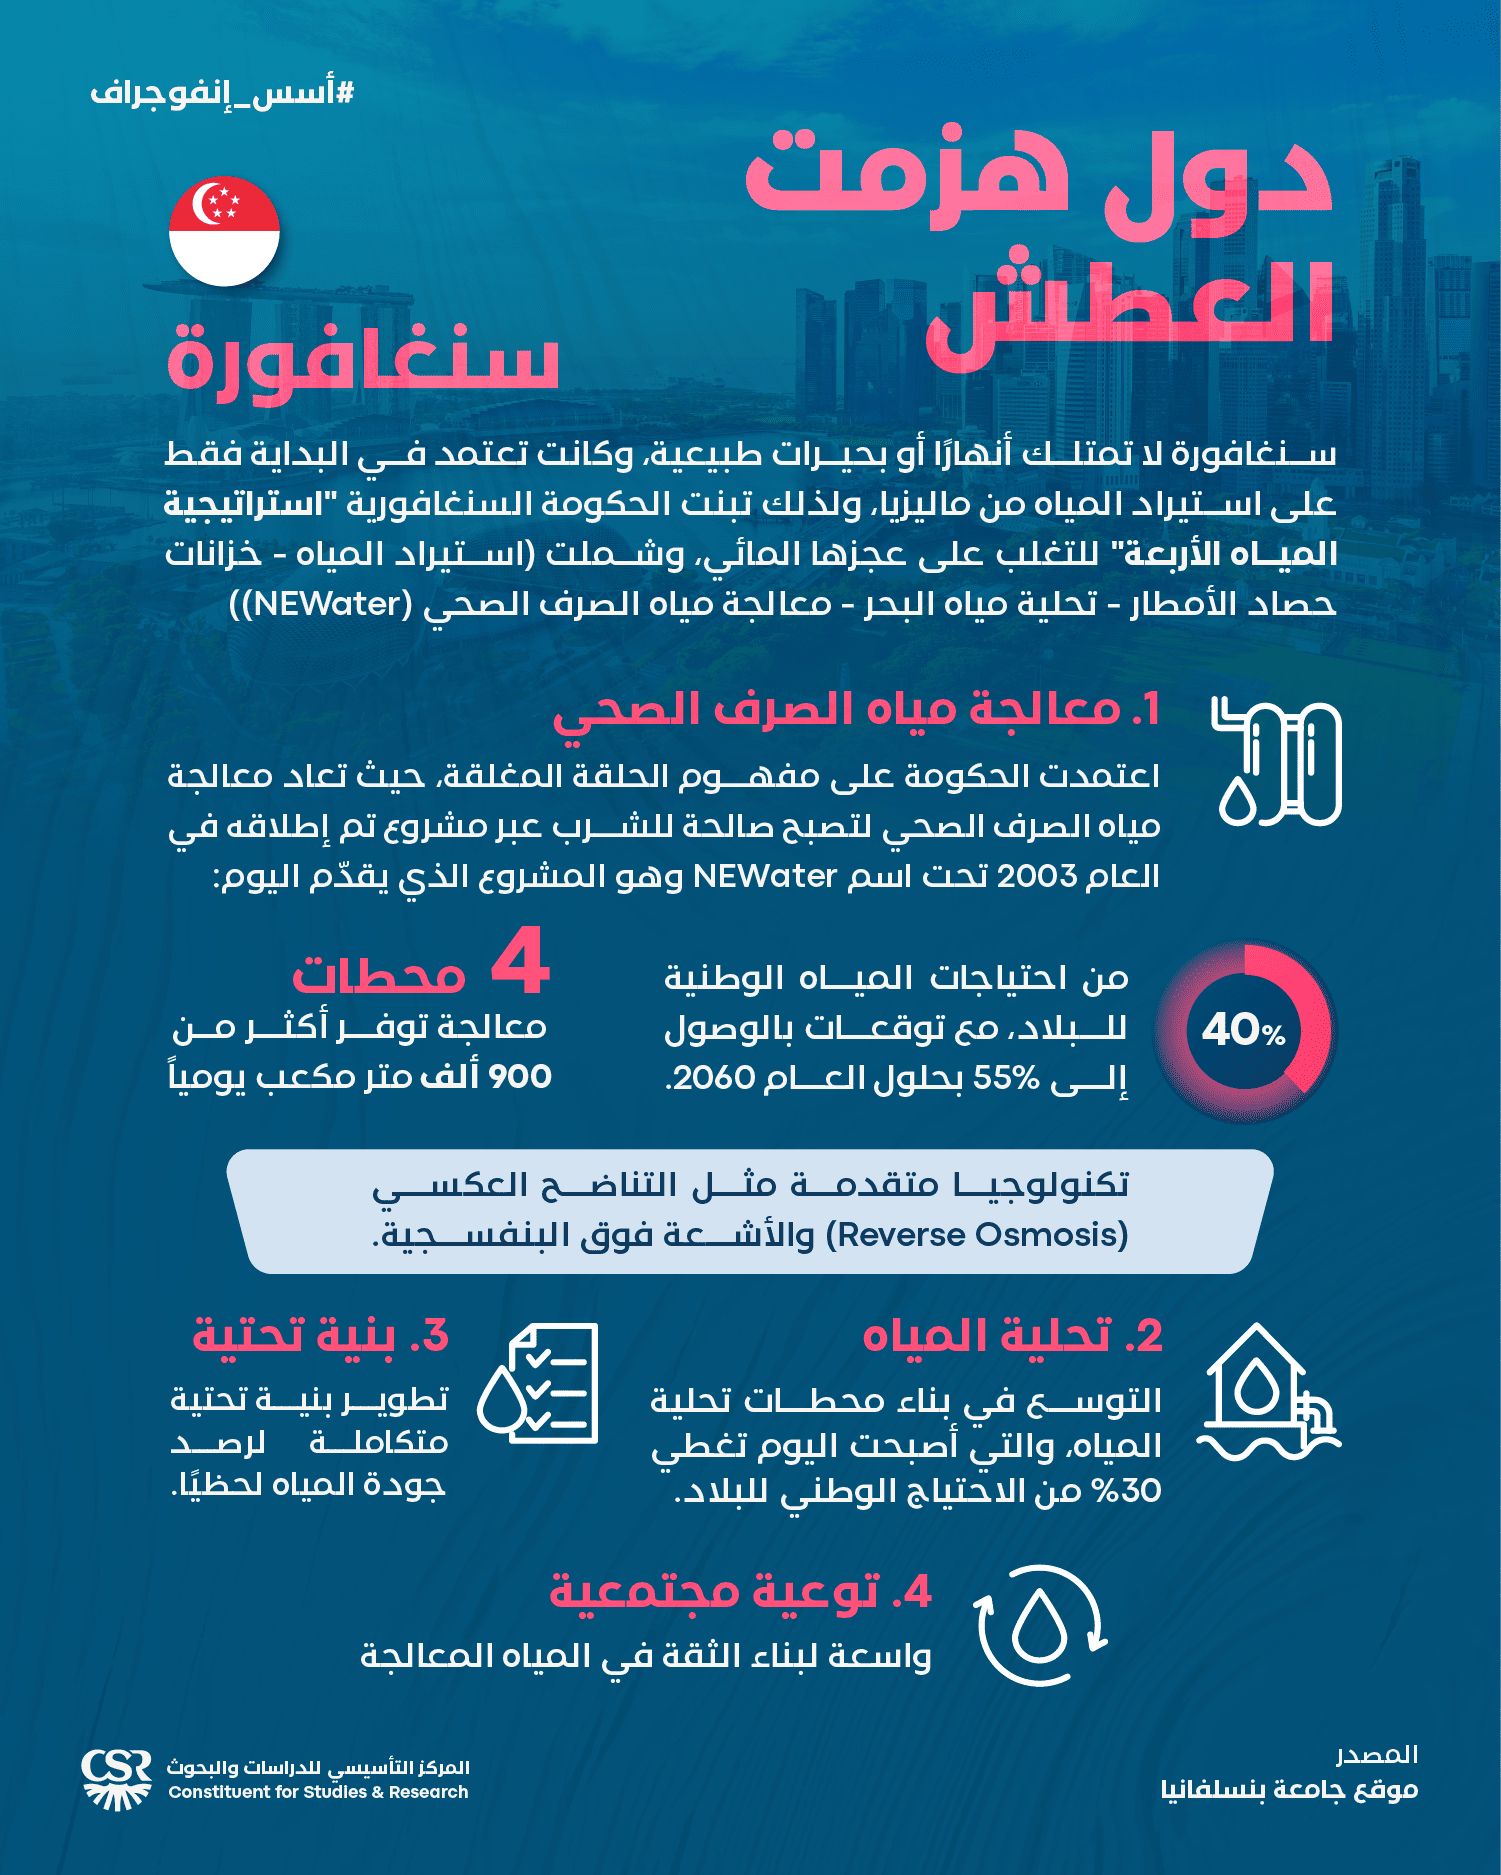 #أسس_إنفوجراف
دول هزمت
العطش
سنغافورة
سنغافورة لا تمتلك أنهارًا أو بحيرات طبيعية، وكانت تعتمد في البداية فقط
على استيراد المياه من ماليزيا، ولذلك تبنت الحكومة السنغافورية "استراتيجية
المياه الأربعة" للتغلب على عجزها المائي، وشملت (استيراد المياه - خزانات
حصاد الأمطار - تحلية مياه البحر - معالجة مياه الصرف الصحي (NEWater))
1. معالجة مياه الصرف الصحي
اعتمدت الحكومة على مفهوم الحلقة المغلقة، حيث تعاد معالجة
مياه الصرف الصحي لتصبح صالحة للشرب عبر مشروع تم إطلاقه في
العام 2003 تحت اسم NEWater وهو المشروع الذي يقدّم اليوم:
40%
من احتياجات المياه الوطنية
للبلاد، مع توقعات بالوصول
إلى 55% بحلول العام 2060.
4 محطات
معالجة توفر أكثر من
900 ألف متر مكعب يومياً
تكنولوجيا متقدمة مثل التناضح العكسي
(Reverse Osmosis) والأشعة فوق البنفسجية.
2. تحلية المياه
التوسع في بناء محطات تحلية
المياه، والتي أصبحت اليوم تغطي
30% من الاحتياج الوطني للبلاد.
3. بنية تحتية
تطوير بنية تحتية
متكاملة لرصد
جودة المياه لحظيًا.
4. توعية مجتمعية
واسعة لبناء الثقة في المياه المعالجة
المصدر
موقع جامعة بنسلفانيا
CSR
المركز التأسيسي للدراسات والبحوث
Constituent for Studies & Research